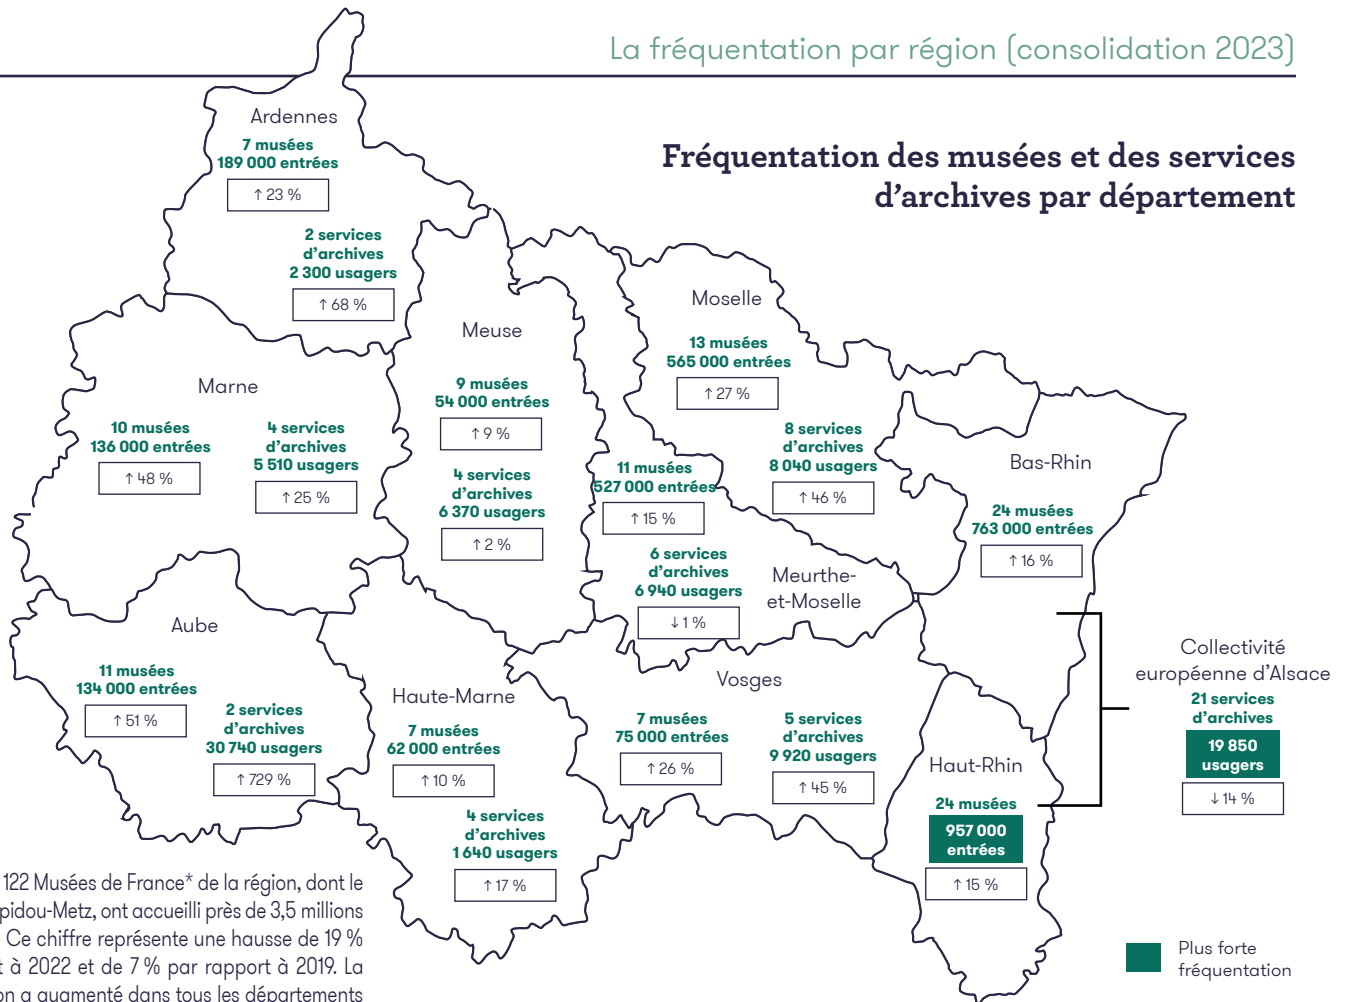 La fréquentation par région (consolidation 2023)
Fréquentation des musées et des services
d'archives par département
Ardennes
7 musées
189 000 entrées
↑ 23 %
2 services
d'archives
2 300 usagers
↑ 68 %
Marne
10 musées
136 000 entrées
↑ 48 %
4 services
d'archives
5 510 usagers
↑ 25 %
Meuse
9 musées
54 000 entrées
↑ 9 %
4 services
d'archives
6 370 usagers
↑ 2 %
Moselle
13 musées
565 000 entrées
↑ 27 %
8 services
d'archives
8 040 usagers
↑ 46 %
11 musées
527 000 entrées
↑ 15 %
6 services
d'archives
6 940 usagers
↓ 1 %
Meurthe-
et-Moselle
Bas-Rhin
24 musées
763 000 entrées
↑ 16 %
Aube
11 musées
134 000 entrées
↑ 51 %
2 services
d'archives
30 740 usagers
↑ 729 %
Haute-Marne
7 musées
62 000 entrées
↑ 10 %
4 services
d'archives
1 640 usagers
↑ 17 %
Vosges
7 musées
75 000 entrées
↑ 26 %
5 services
d'archives
9 920 usagers
↑ 45 %
Haut-Rhin
24 musées
957 000
entrées
↑ 15 %
Collectivité
européenne d'Alsace
21 services
d'archives
19 850
usagers
↓ 14 %
Plus forte
fréquentation
122 Musées de France* de la région, dont le
pidou-Metz, ont accueilli près de 3,5 millions
Ce chiffre représente une hausse de 19 %
t à 2022 et de 7 % par rapport à 2019. La
on a augmenté dans tous les départements